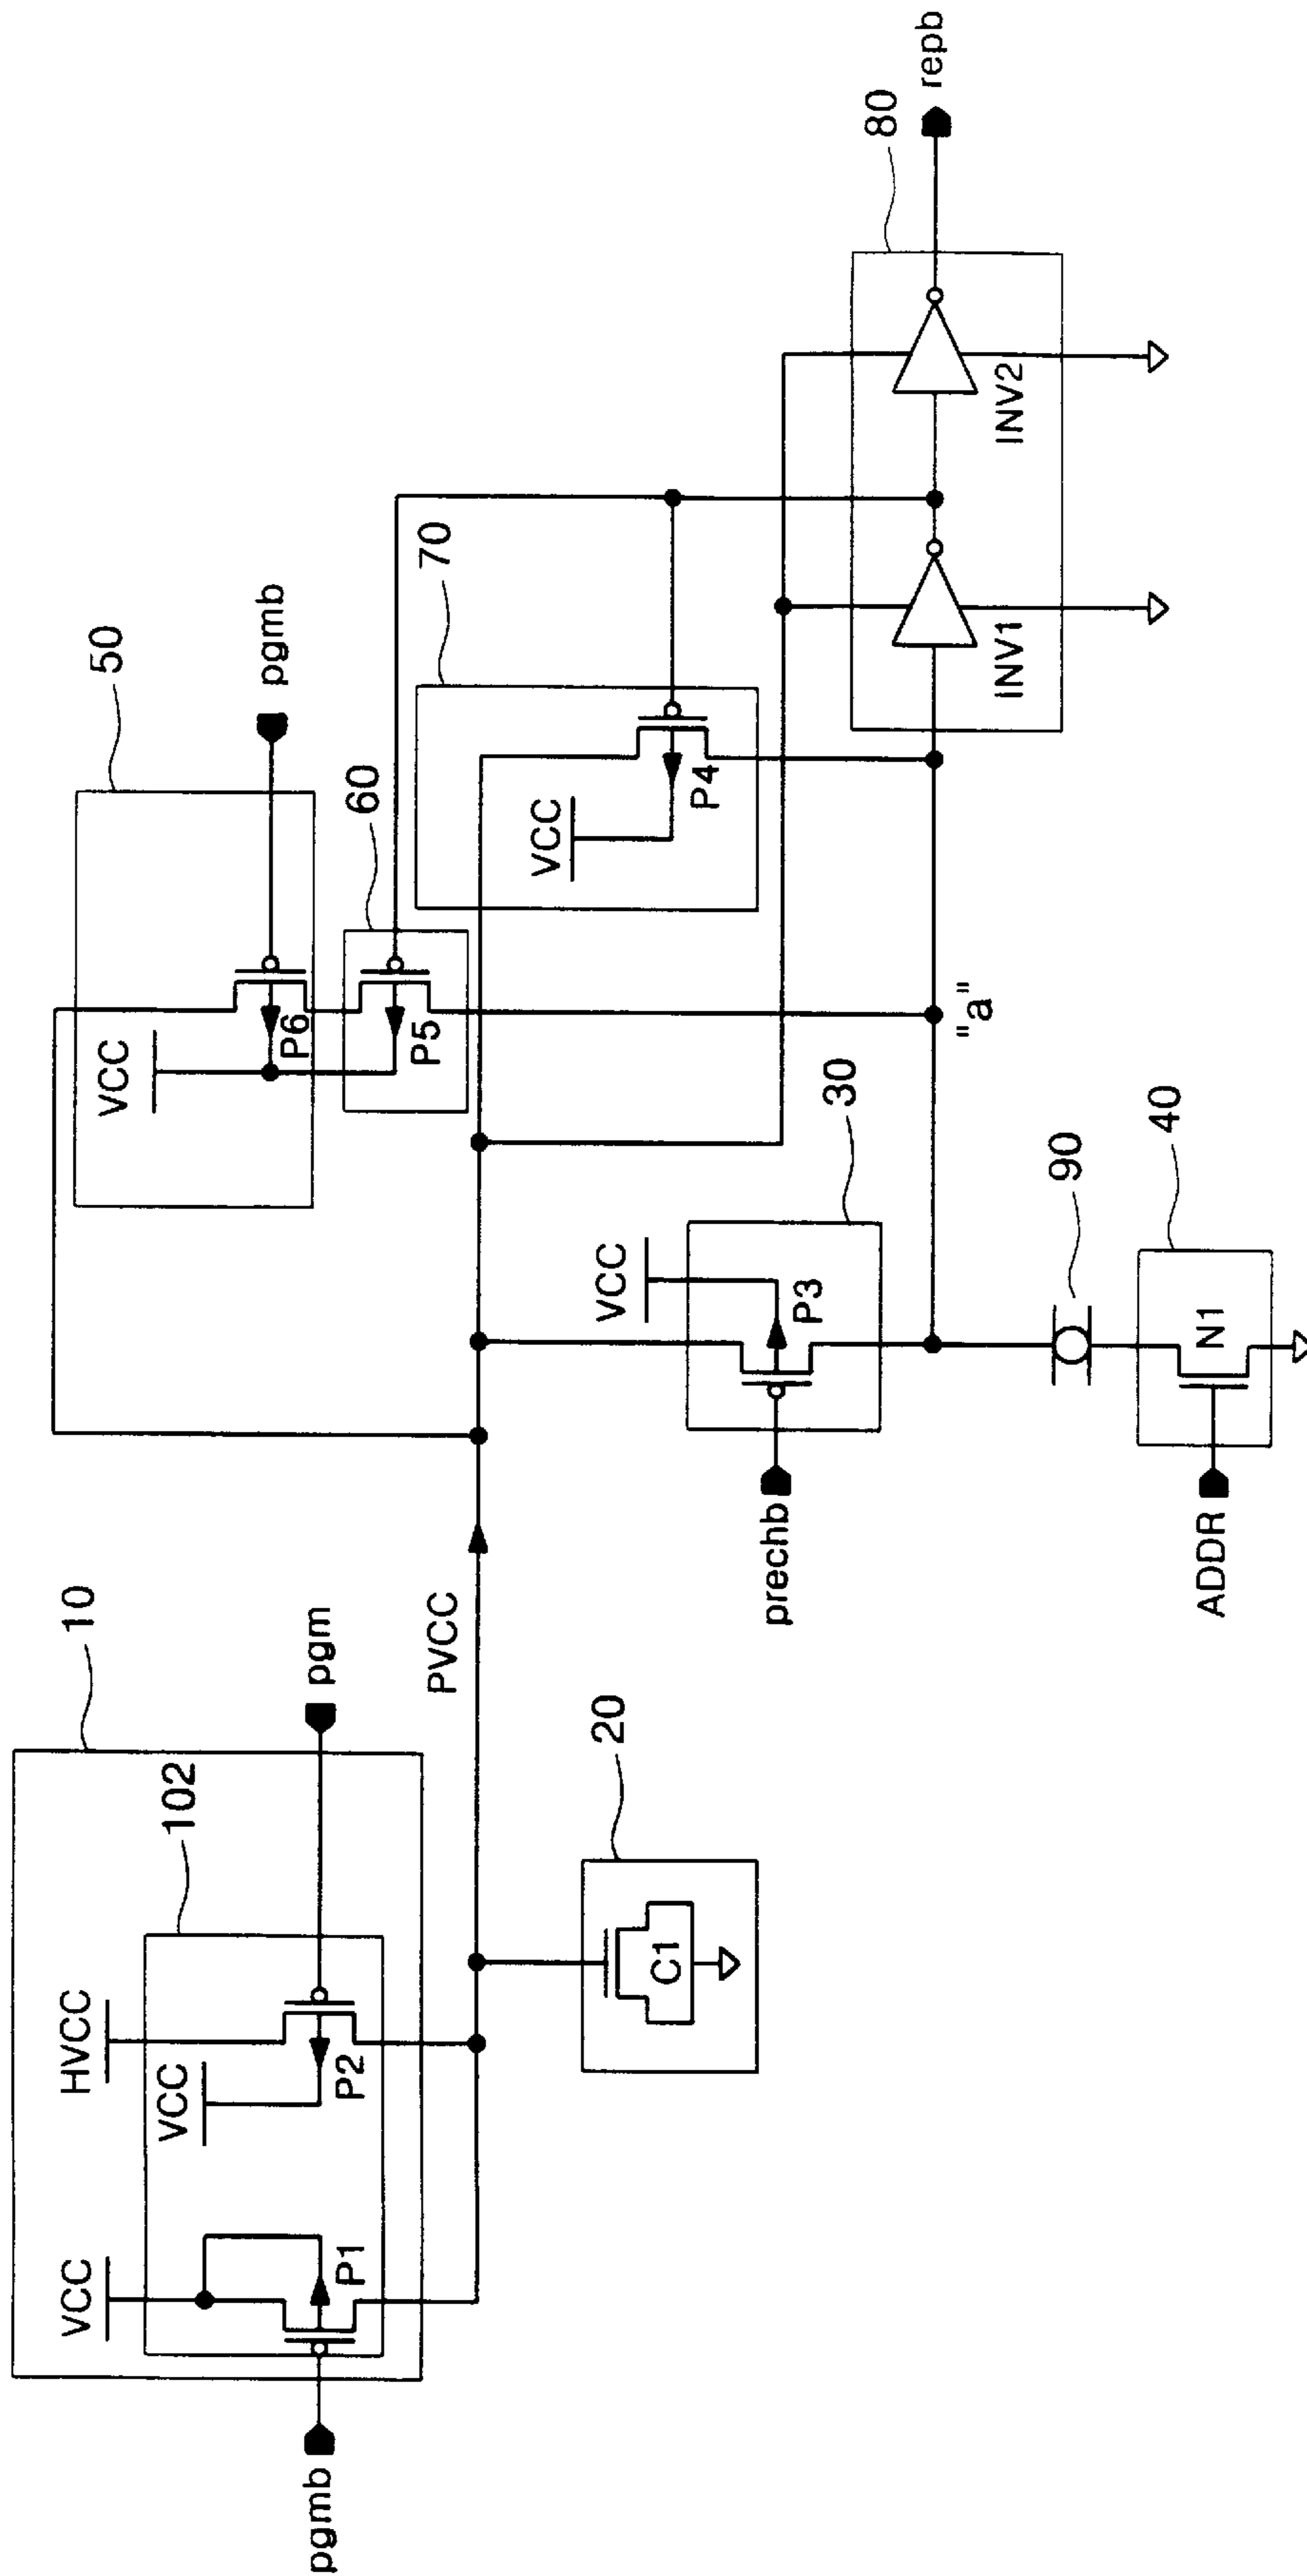 10
102
VCC
HVCC
VCC
P1
P2
pgmb
pgm
PVCC
20
C1
50
VCC
P6
pgmb
60
P5
70
VCC
P4
30
VCC
P3
prechb
"a"
90
40
N1
ADDR
80
INV1
INV2
repb